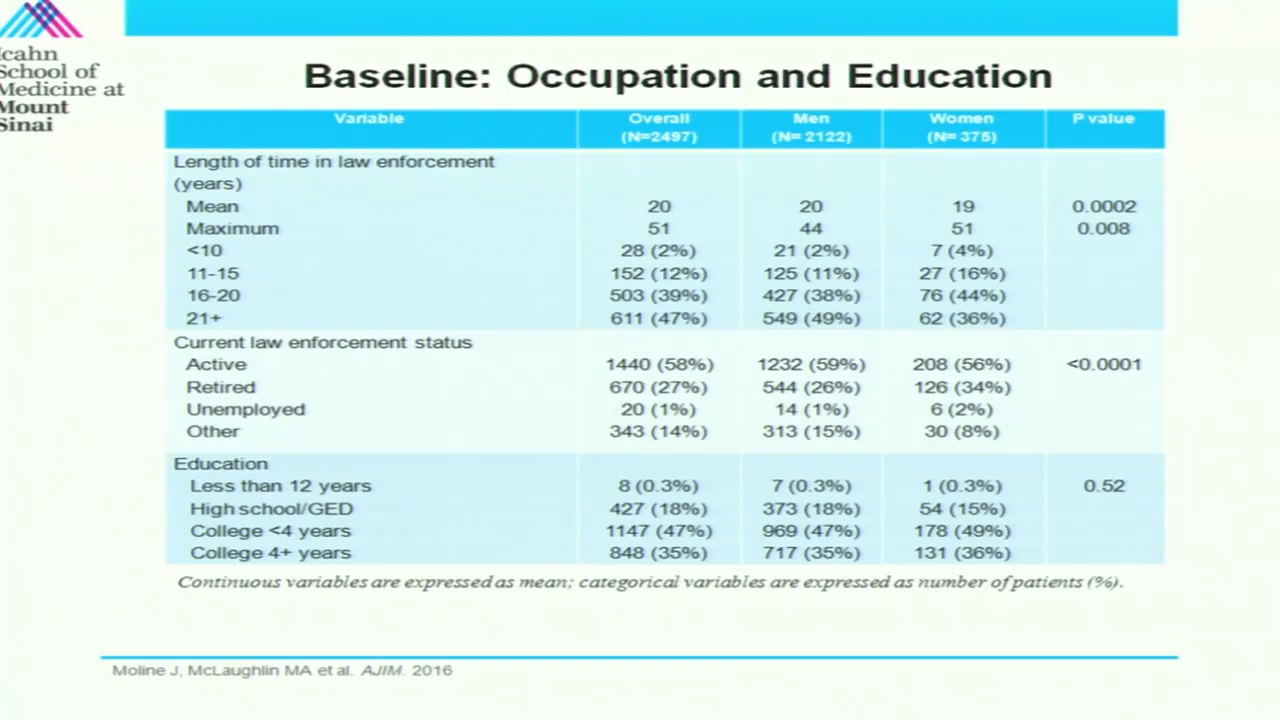 Icahn
School of
Medicine at
Mount
Sinai
Baseline: Occupation and Education
Variable Overall (N=2497) Men (N= 2122) Women (N= 375) P value
Length of time in law enforcement
(years)
Mean 20 20 19 0.0002
Maximum 51 44 51 0.008
<10 28 (2%) 21 (2%) 7 (4%)
11-15 152 (12%) 125 (11%) 27 (16%)
16-20 503 (39%) 427 (38%) 76 (44%)
21+ 611 (47%) 549 (49%) 62 (36%)
Current law enforcement status
Active 1440 (58%) 1232 (59%) 208 (56%) <0.0001
Retired 670 (27%) 544 (26%) 126 (34%)
Unemployed 20 (1%) 14 (1%) 6 (2%)
Other 343 (14%) 313 (15%) 30 (8%)
Education
Less than 12 years 8 (0.3%) 7 (0.3%) 1 (0.3%) 0.52
High school/GED 427 (18%) 373 (18%) 54 (15%)
College <4 years 1147 (47%) 969 (47%) 178 (49%)
College 4+ years 848 (35%) 717 (35%) 131 (36%)
Continuous variables are expressed as mean; categorical variables are expressed as number of patients (%).
Moline J, McLaughlin MA et al. AJIM. 2016